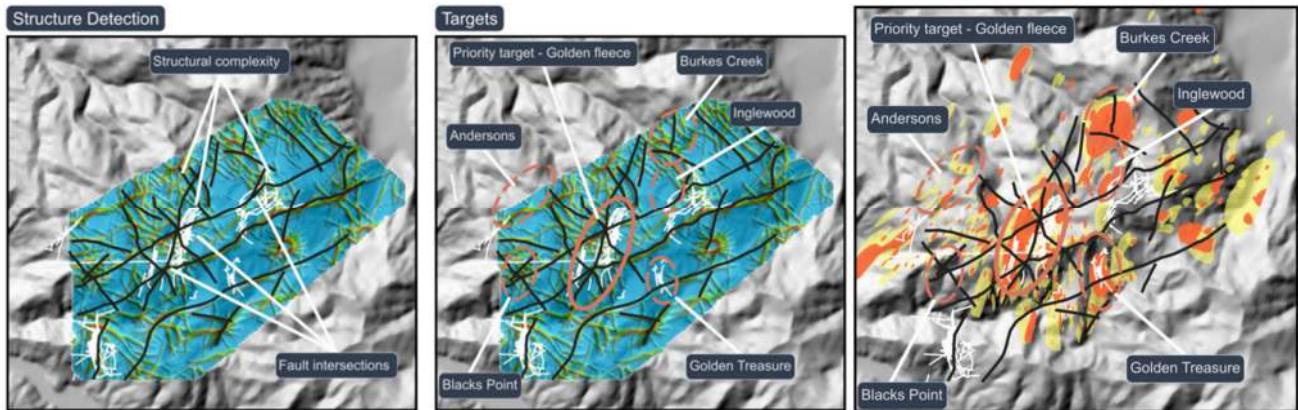 Structure Detection
Structural complexity
Fault intersections
Targets
Priority target - Golden fleece
Burkes Creek
Inglewood
Andersons
Golden Treasure
Blacks Point
Priority target - Golden fleece
Burkes Creek
Inglewood
Andersons
Golden Treasure
Blacks Point